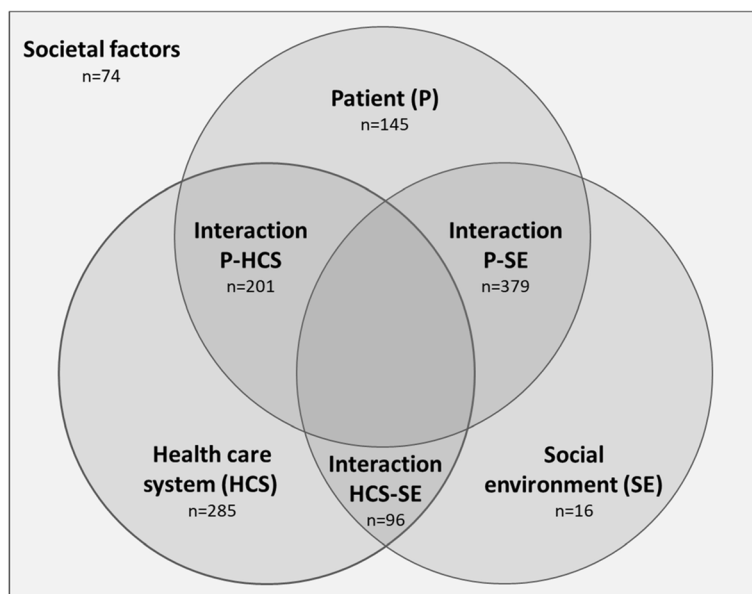 Societal factors
n=74
Patient (P)
n=145
Interaction
P-HCS
n=201
Interaction
P-SE
n=379
Health care
system (HCS)
n=285
Interaction
HCS-SE
n=96
Social
environment (SE)
n=16